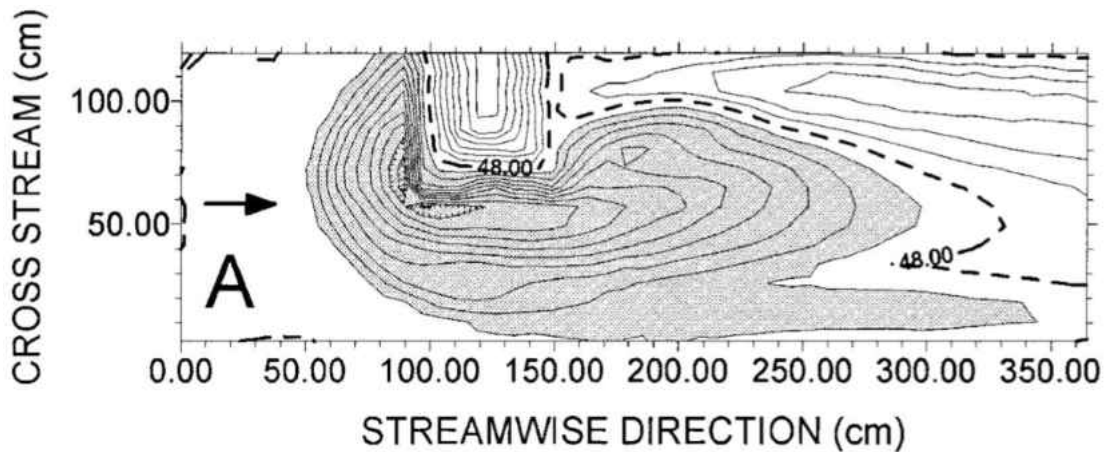 CROSS STREAM (cm)
100.00
50.00
A
48.00
48.00
0.00 50.00 100.00 150.00 200.00 250.00 300.00 350.00
STREAMWISE DIRECTION (cm)